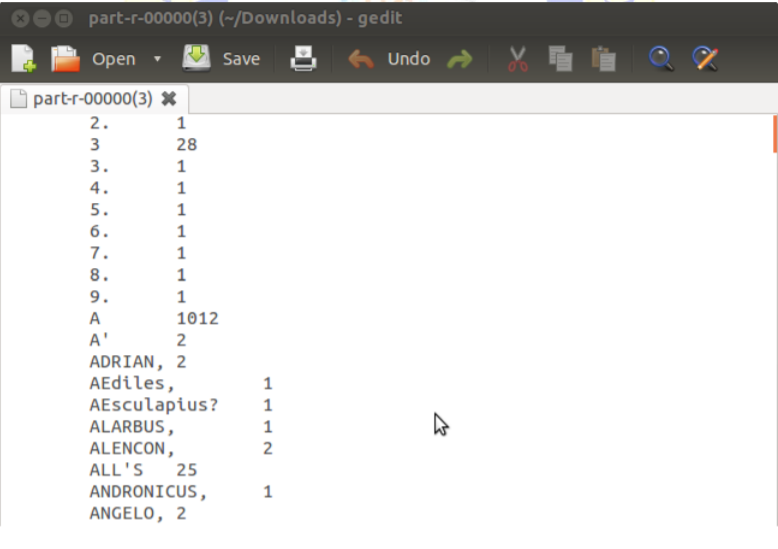 part-r-00000(3) (~/Downloads) - gedit
Open Save Undo
part-r-00000(3)
2. 1
3 28
3. 1
4. 1
5. 1
6. 1
7. 1
8. 1
9. 1
A 1012
A' 2
ADRIAN, 2
AEdiles, 1
AEsculapius? 1
ALARBUS, 1
ALENCON, 2
ALL'S 25
ANDRONICUS, 1
ANGELO, 2